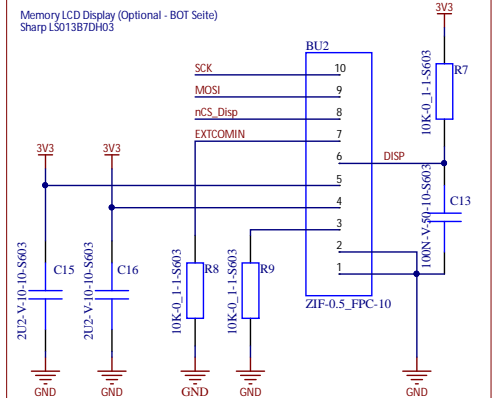 Memory LCD Display (Optional - BOT Seite)
Sharp LS013B7DH03
3V3
BU2
R7
10K-0_1-1-S603
SCK
10
MOSI
9
nCS_Disp
8
EXTCOMIN
7
6
DISP
3V3
3V3
5
4
C13
100N-V-50-10-S603
3
2
1
C15
2U2-V-10-10-S603
C16
2U2-V-10-10-S603
R8
10K-0_1-1-S603
R9
10K-0_1-1-S603
ZIF-0.5_FPC-10
GND
GND
GND
GND
GND